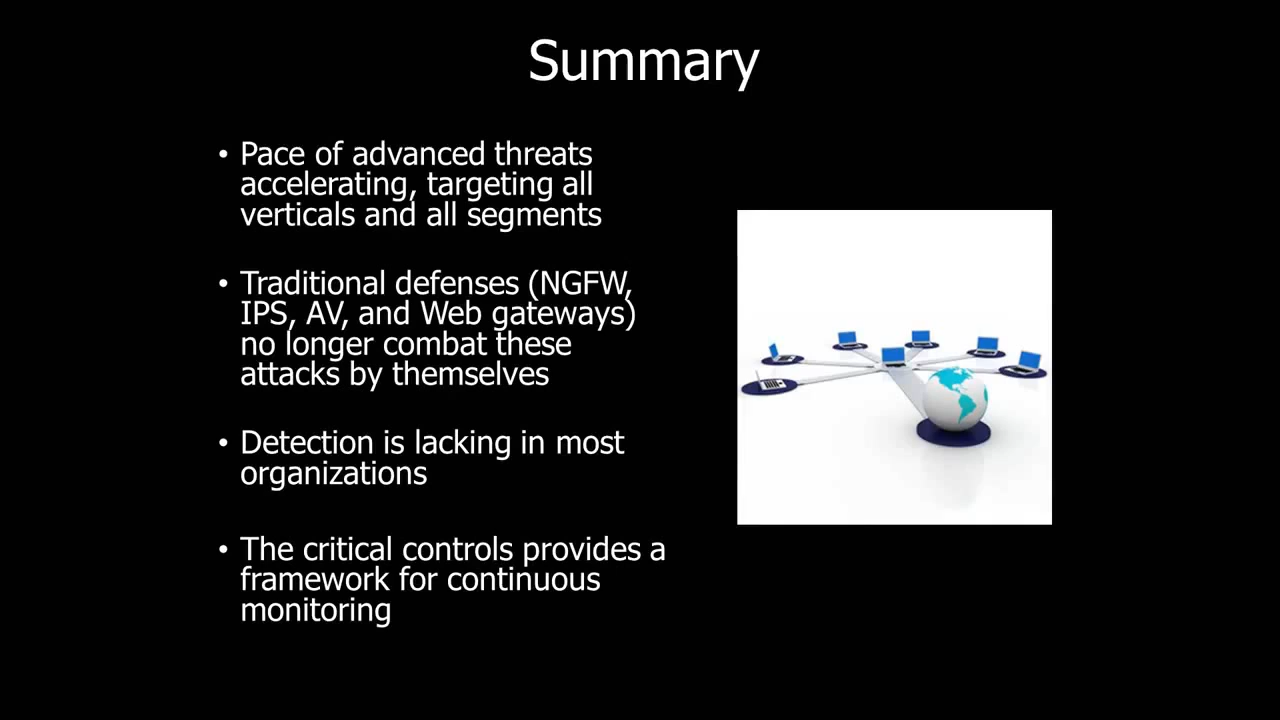 Summary
• Pace of advanced threats
accelerating, targeting all
verticals and all segments
• Traditional defenses (NGFW,
IPS, AV, and Web gateways)
no longer combat these
attacks by themselves
• Detection is lacking in most
organizations
• The critical controls provides a
framework for continuous
monitoring